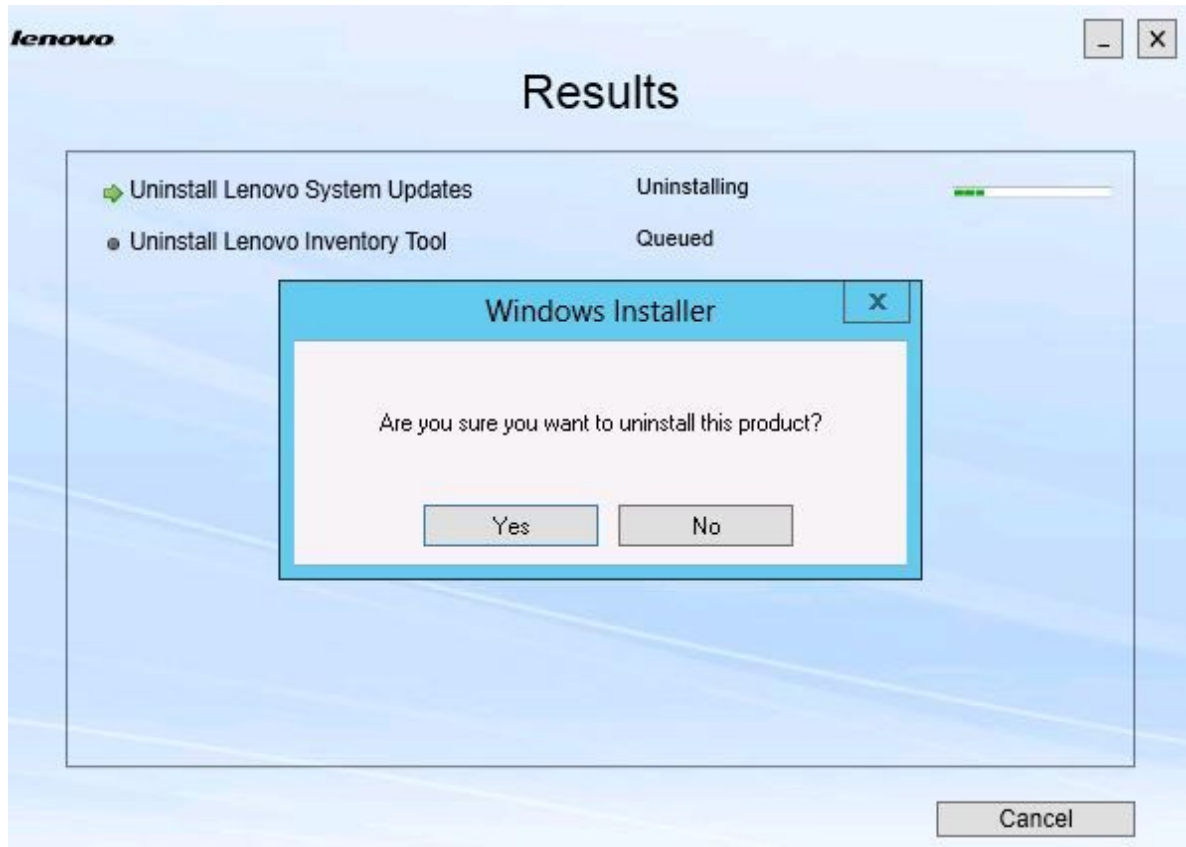 lenovo
Results
Uninstall Lenovo System Updates Uninstalling
Uninstall Lenovo Inventory Tool Queued
Windows Installer
Are you sure you want to uninstall this product?
Yes No
Cancel